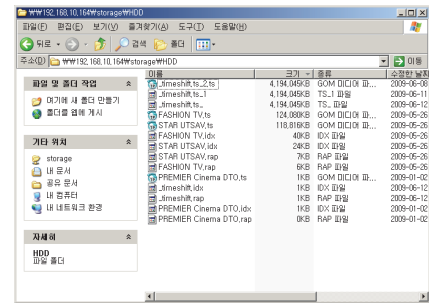 \\192.168.10.164\storage\HDD
파일(F) 편집(E) 보기(V) 즐겨찾기(A) 도구(T) 도움말(H)
뒤로 검색 폴더
주소(D) \\192.168.10.164\storage\HDD 이동
파일 및 폴더 작업
여기에 새 폴더 만들기
폴더를 웹에 게시
기타 위치
storage
내 문서
공유 문서
내 컴퓨터
내 네트워크 환경
자세히
HDD
파일 폴더
이름 크기 종류 수정한 날짜
_timeshift.ts_2.ts 4,194,045KB GOM 미디어 파... 2009-06-08
_timeshift.ts_1 4,194,045KB TS_1 파일 2009-06-11
_timeshift.ts_ 4,194,045KB TS_ 파일 2009-06-12
FASHION TV.ts 124,080KB GOM 미디어 파... 2009-05-26
STAR UTSAV.ts 118,816KB GOM 미디어 파... 2009-05-26
FASHION TV.idx 40KB IDX 파일 2009-05-26
STAR UTSAV.idx 24KB IDX 파일 2009-05-26
STAR UTSAV.rap 7KB RAP 파일 2009-05-26
FASHION TV.rap 6KB RAP 파일 2009-05-26
PREMIER Cinema DTO.ts 1KB GOM 미디어 파... 2009-01-02
_timeshift.idx 1KB IDX 파일 2009-06-12
_timeshift.rap 1KB RAP 파일 2009-06-12
PREMIER Cinema DTO.idx 1KB IDX 파일 2009-01-02
PREMIER Cinema DTO.rap 0KB RAP 파일 2009-01-02